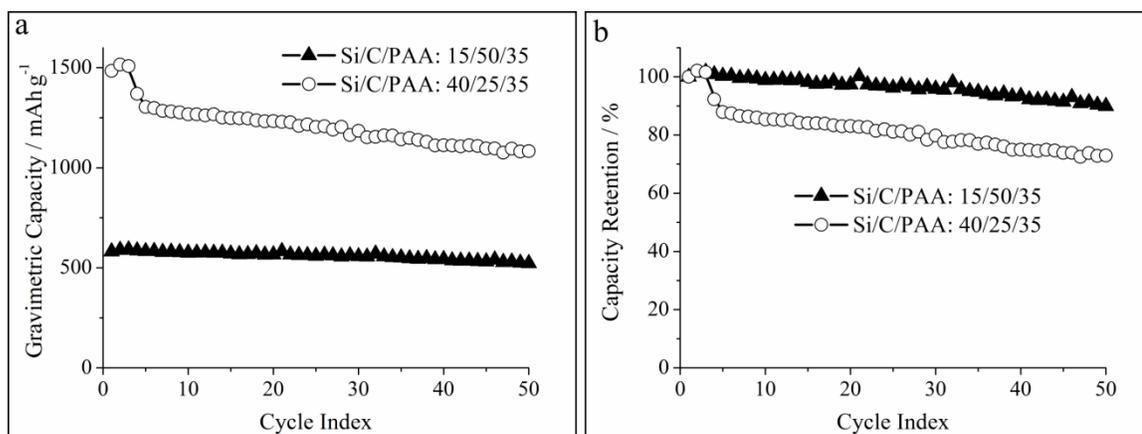 a
Gravimetric Capacity / mAh g-1
1500
1000
500
0
0 10 20 30 40 50
Cycle Index
Si/C/PAA: 15/50/35
Si/C/PAA: 40/25/35
b
Capacity Retention / %
100
80
60
40
20
0
0 10 20 30 40 50
Cycle Index
Si/C/PAA: 15/50/35
Si/C/PAA: 40/25/35